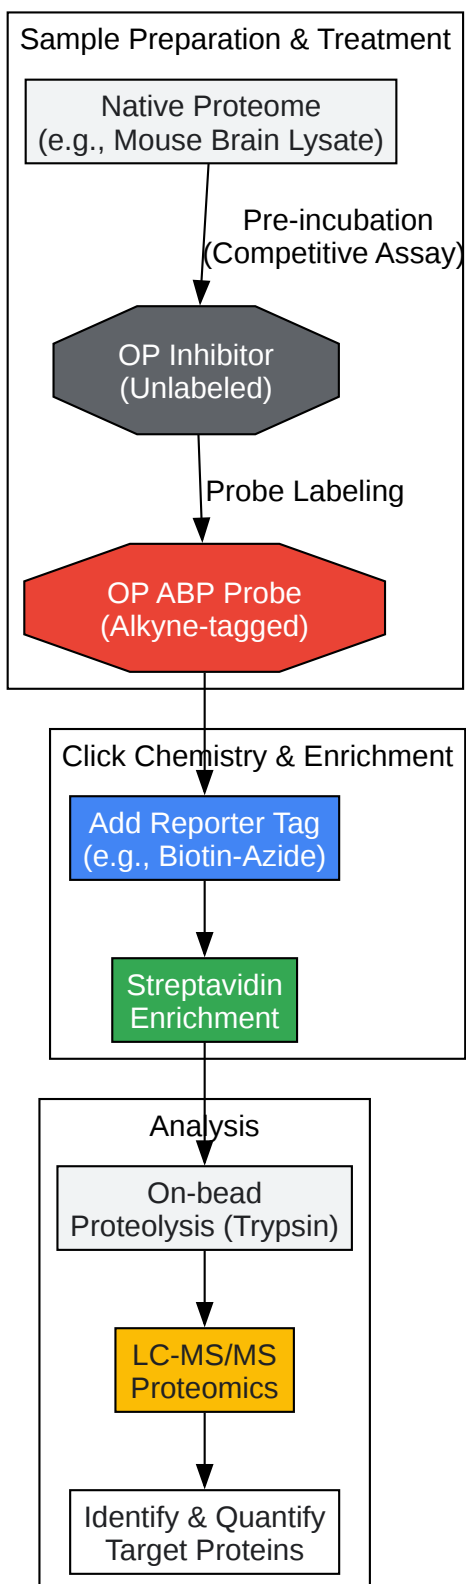 Sample Preparation & Treatment
Native Proteome
(e.g., Mouse Brain Lysate)
Pre-incubation
(Competitive Assay)
OP Inhibitor
(Unlabeled)
Probe Labeling
OP ABP Probe
(Alkyne-tagged)
Click Chemistry & Enrichment
Add Reporter Tag
(e.g., Biotin-Azide)
Streptavidin
Enrichment
Analysis
On-bead
Proteolysis (Trypsin)
LC-MS/MS
Proteomics
Identify & Quantify
Target Proteins